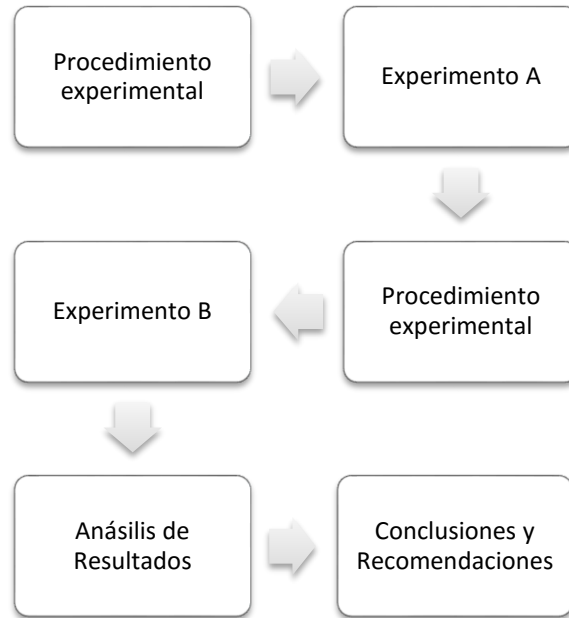 Procedimiento
experimental
Experimento A
Procedimiento
experimental
Experimento B
Anásilis de
Resultados
Conclusiones y
Recomendaciones